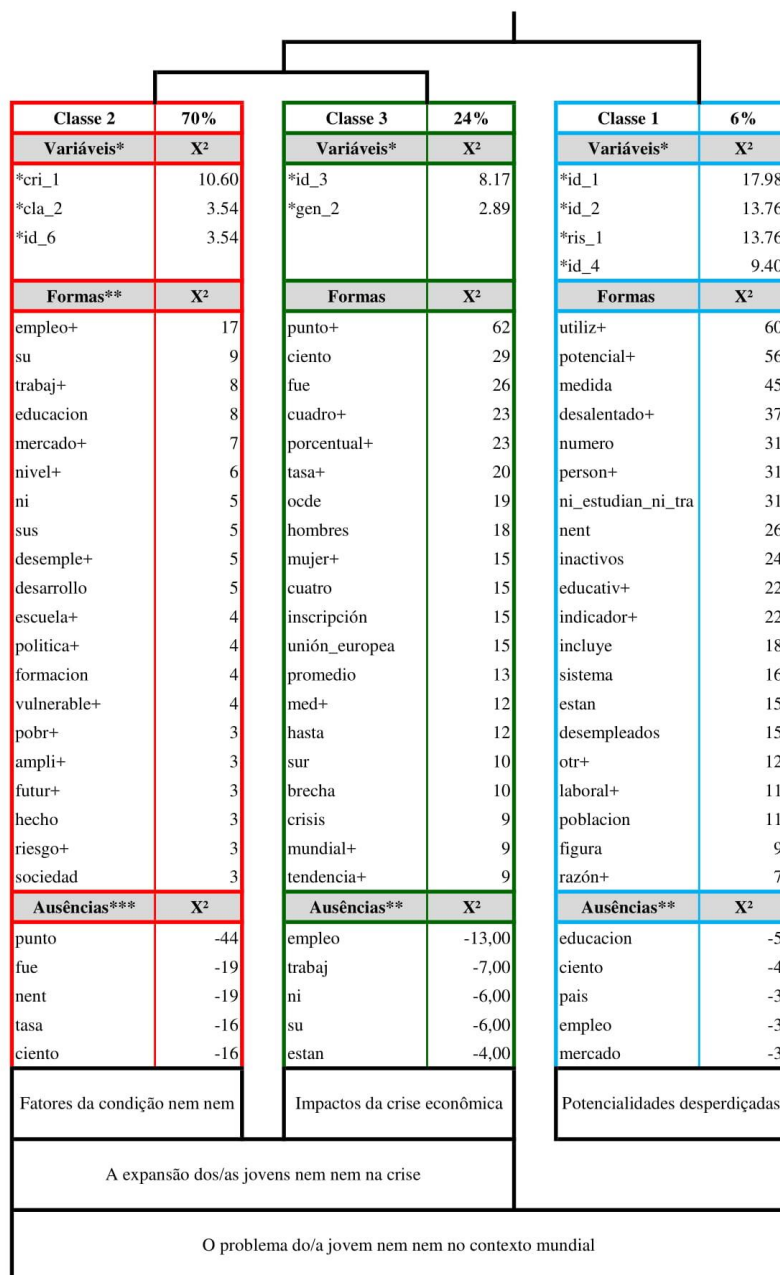 Classe 2 70%
Variáveis* X²
*cri_1 10.60
*cla_2 3.54
*id_6 3.54
Formas** X²
empleo+ 17
su 9
trabaj+ 8
educacion 8
mercado+ 7
nivel+ 6
ni 5
sus 5
desemple+ 5
desarrollo 5
escuela+ 4
politica+ 4
formacion 4
vulnerable+ 4
pobr+ 3
ampli+ 3
futur+ 3
hecho 3
riesgo+ 3
sociedad 3
Ausências*** X²
punto -44
fue -19
nent -19
tasa -16
ciento -16
Fatores da condição nem nem
Classe 3 24%
Variáveis* X²
*id_3 8.17
*gen_2 2.89
Formas X²
punto+ 62
ciento 29
fue 26
cuadro+ 23
porcentual+ 23
tasa+ 20
ocde 19
hombres 18
mujer+ 15
cuatro 15
inscripción 15
unión_europea 15
promedio 13
med+ 12
hasta 12
sur 10
brecha 10
crisis 9
mundial+ 9
tendencia+ 9
Ausências** X²
empleo -13,00
trabaj -7,00
ni -6,00
su -6,00
estan -4,00
Impactos da crise econômica
Classe 1 6%
Variáveis* X²
*id_1 17.98
*id_2 13.76
*ris_1 13.76
*id_4 9.40
Formas X²
utiliz+ 60
potencial+ 56
medida 45
desalentado+ 37
numero 31
person+ 31
ni_estudian_ni_tra 31
nent 26
inactivos 24
educativ+ 22
indicador+ 22
incluye 18
sistema 16
estan 15
desempleados 15
otr+ 12
laboral+ 11
poblacion 11
figura 9
razón+ 7
Ausências** X²
educacion -5
ciento -4
pais -3
empleo -3
mercado -3
Potencialidades desperdiçadas
A expansão dos/as jovens nem nem na crise
O problema do/a jovem nem nem no contexto mundial